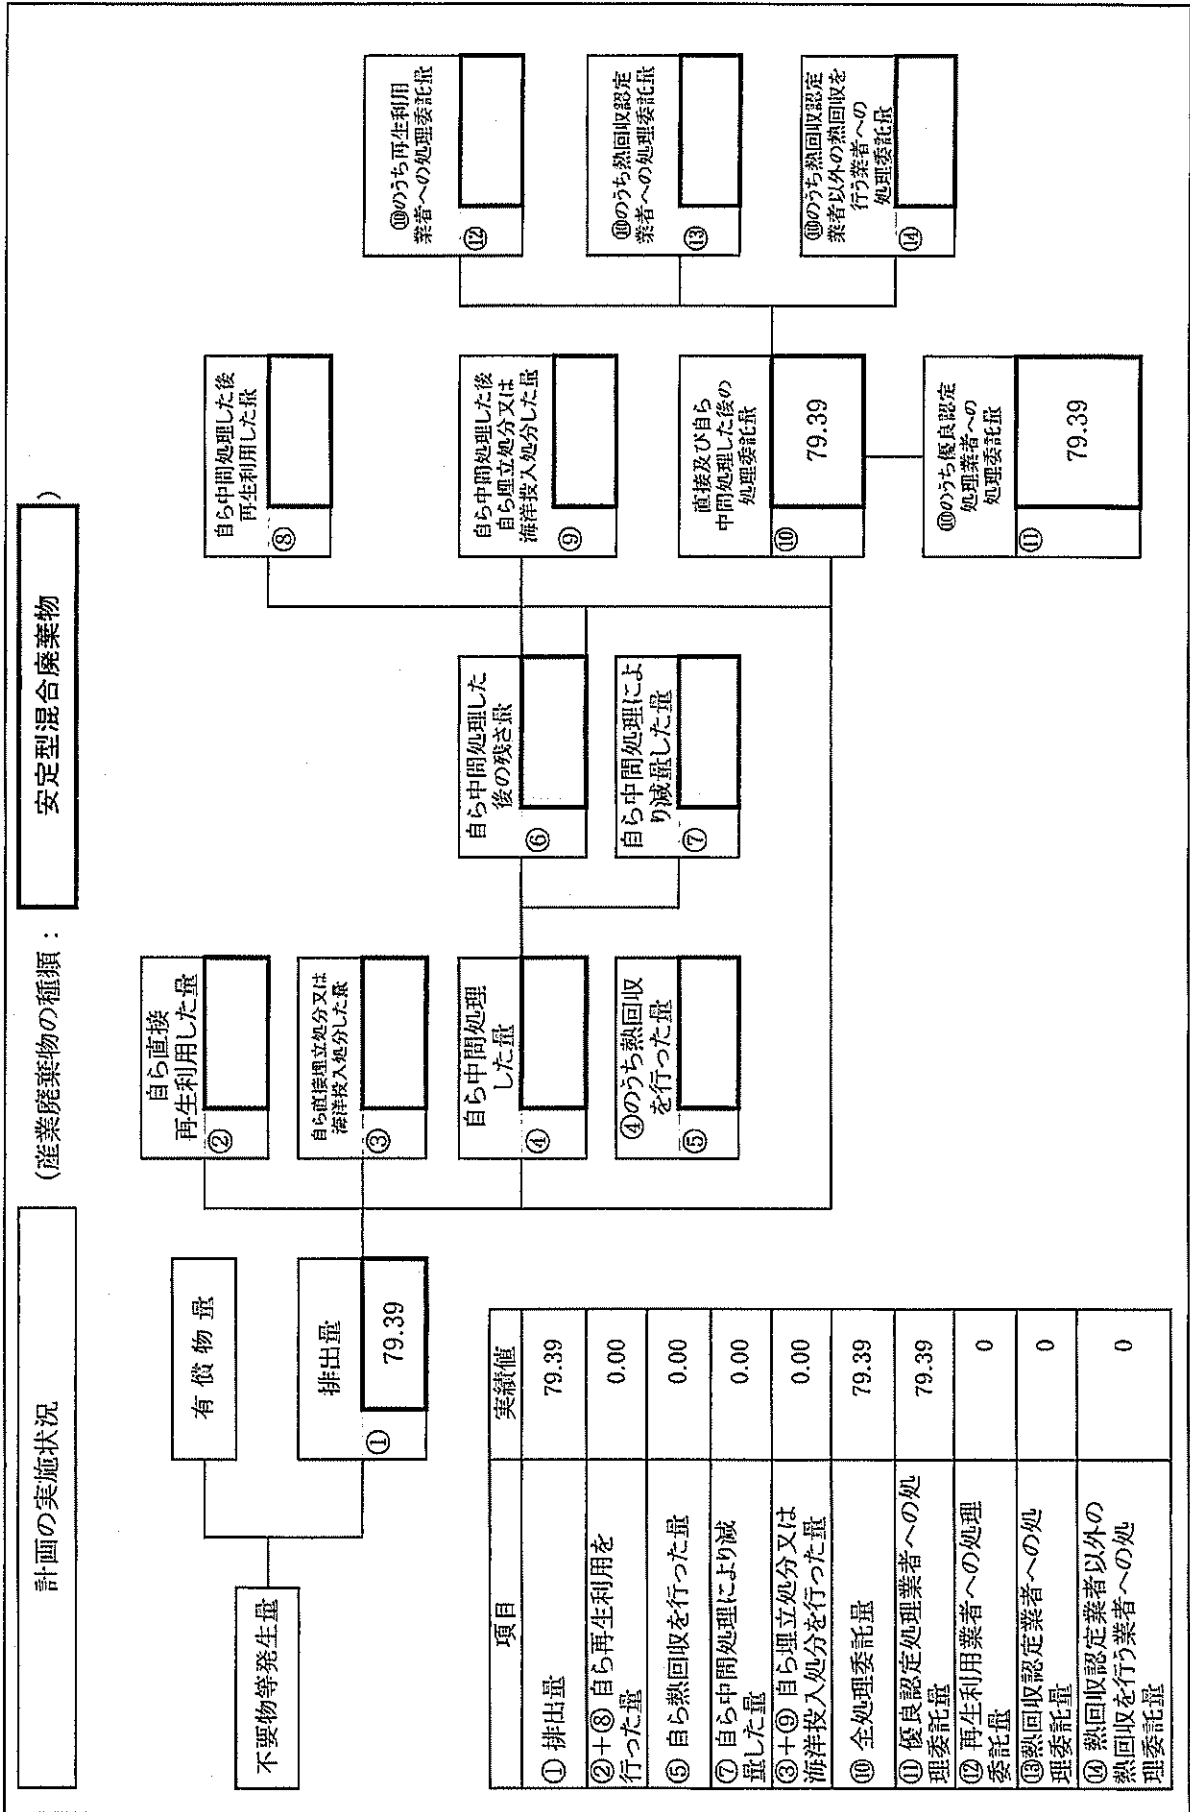 計画の実施状況
(産業廃棄物の種類：
安定型混合廃棄物
)
不要物等発生量
有償物量
排出量
①
79.39
自ら直接
再生利用した量
②
自ら直接埋立処分又は
海洋投入処分した量
③
自ら中間処理
した量
④
④のうち熱回収
を行った量
⑤
自ら中間処理した
後の残さ量
⑥
自ら中間処理によ
り減量した量
⑦
自ら中間処理した後
再生利用した量
⑧
自ら中間処理した後
自ら埋立処分又は
海洋投入処分した量
⑨
直接及び自ら
中間処理した後の
処理委託量
⑩
79.39
⑩のうち優良認定
処理業者への
処理委託量
⑪
79.39
⑩のうち再生利用
業者への処理委託量
⑫
⑩のうち熱回収認定
業者への処理委託量
⑬
⑩のうち熱回収認定
業者以外の熱回収を
行う業者への
処理委託量
⑭
項目 実績値
①排出量 79.39
②+⑧自ら再生利用を
行った量 0.00
⑤自ら熱回収を行った量 0.00
⑦自ら中間処理により減
量した量 0.00
③+⑨自ら埋立処分又は
海洋投入処分を行った量 0.00
⑩全処理委託量 79.39
⑪優良認定処理業者への処
理委託量 79.39
⑫再生利用業者への処理
委託量 0
⑬熱回収認定業者への処
理委託量 0
⑭熱回収認定業者以外の
熱回収を行う業者への処
理委託量 0